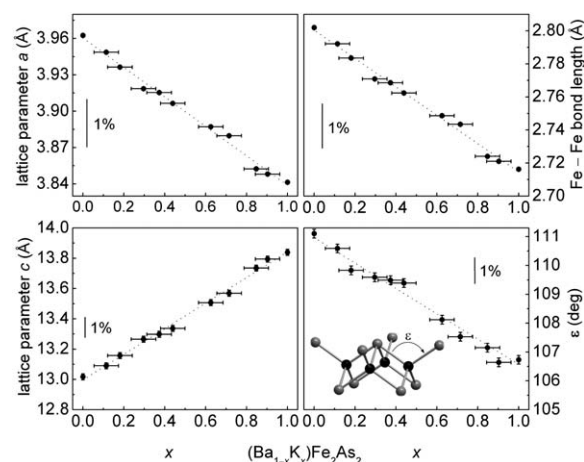 lattice parameter a (Å)
3.96
3.93
3.90
3.87
3.84
1%
0.0 0.2 0.4 0.6 0.8 1.0
2.80
2.78
2.76
2.74
2.72
2.70
Fe – Fe bond length (Å)
1%
0.0 0.2 0.4 0.6 0.8 1.0
lattice parameter c (Å)
14.0
13.8
13.6
13.4
13.2
13.0
12.8
1%
0.0 0.2 0.4 0.6 0.8 1.0
111
110
109
108
107
106
105
ε (deg)
1%
ε
0.0 0.2 0.4 0.6 0.8 1.0
x (Ba₁₋ₓKₓ)Fe₂As₂ x